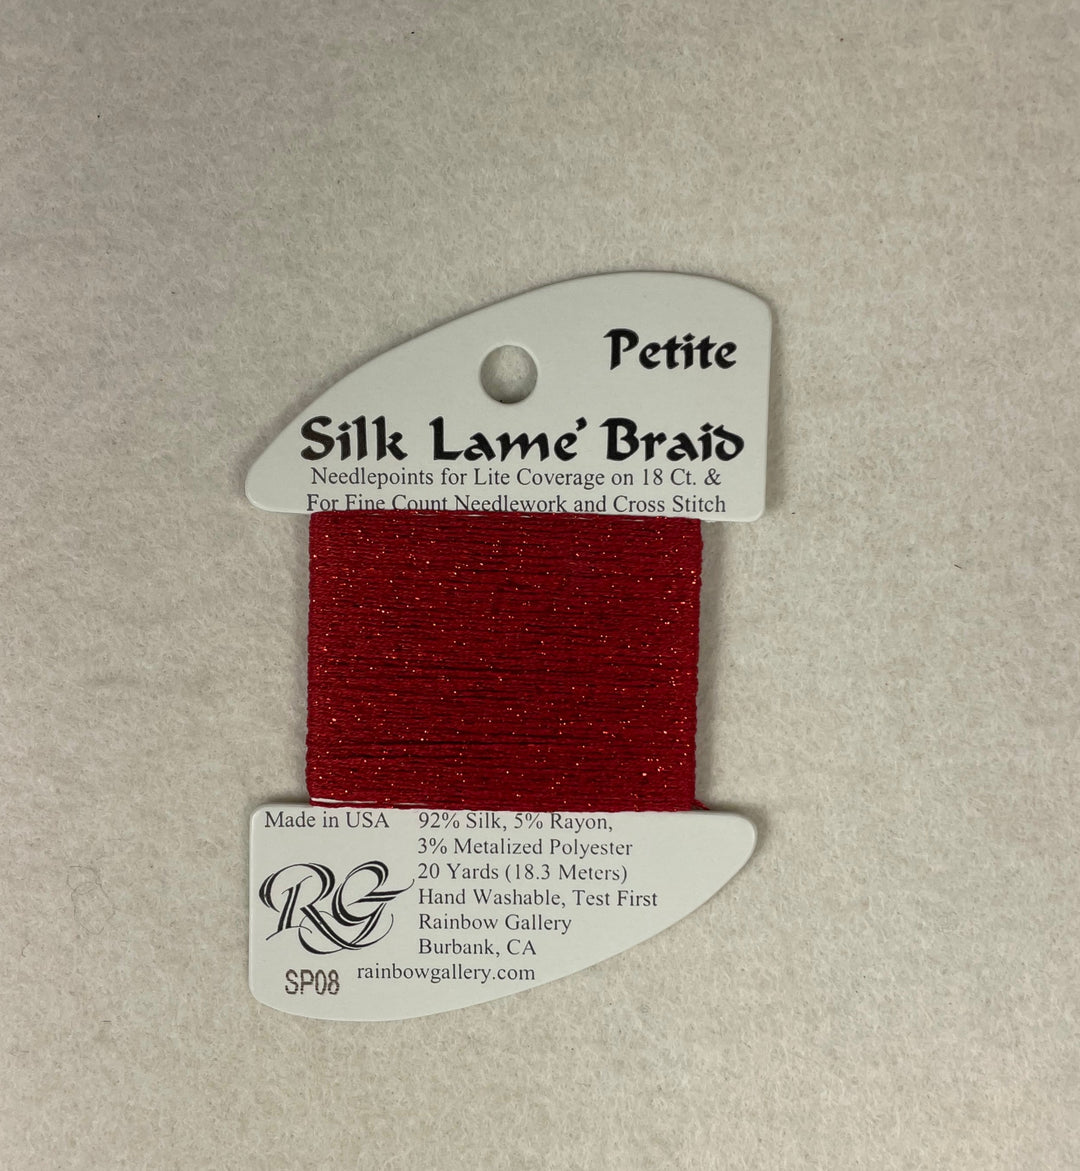 Petite
Silk Lame' Braid
Needlepoints for Lite Coverage on 18 Ct. &
For Fine Count Needlework and Cross Stitch
Made in USA
92% Silk, 5% Rayon,
3% Metalized Polyester
20 Yards (18.3 Meters)
Hand Washable, Test First
Rainbow Gallery
Burbank, CA
rainbowgallery.com
RG
SP08